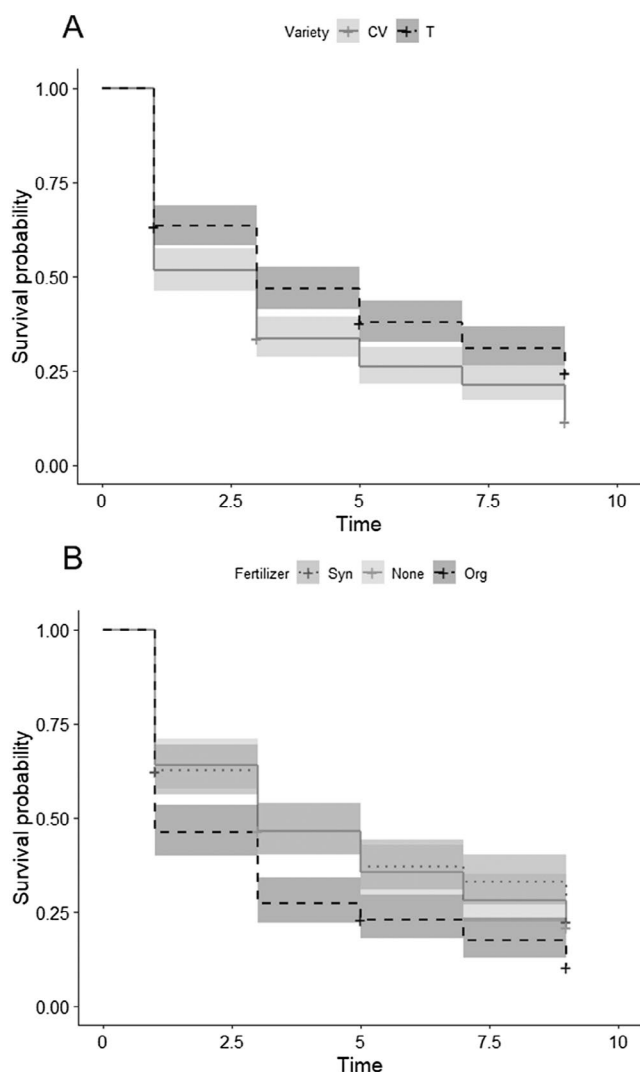 A
Variety CV T
Survival probability
1.00
0.75
0.50
0.25
0.00
0 2.5 5 7.5 10
Time
B
Fertilizer Syn None Org
Survival probability
1.00
0.75
0.50
0.25
0.00
0 2.5 5 7.5 10
Time